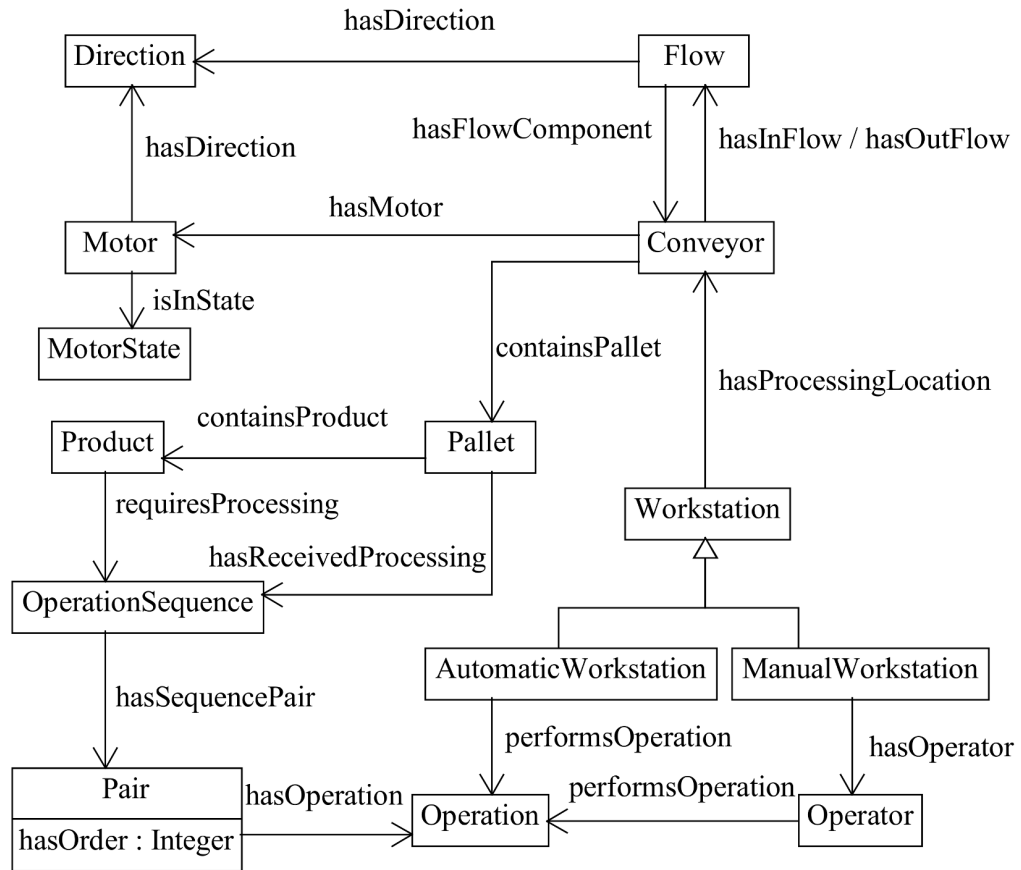 hasDirection
Direction
Flow
hasFlowComponent
hasInFlow / hasOutFlow
hasDirection
hasMotor
Motor
Conveyor
isInState
MotorState
containsPallet
hasProcessingLocation
containsProduct
Product
Pallet
requiresProcessing
Workstation
hasReceivedProcessing
OperationSequence
AutomaticWorkstation
ManualWorkstation
hasSequencePair
performsOperation
hasOperator
Pair
hasOperation
performsOperation
Operation
Operator
hasOrder : Integer